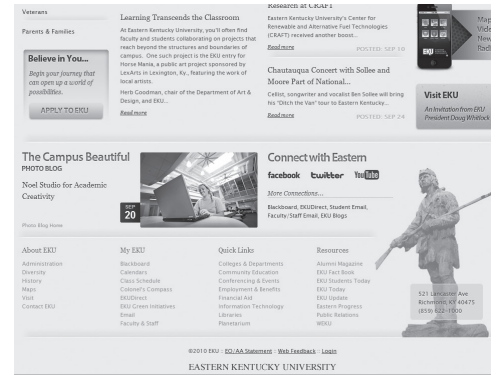 Veterans
Parents & Families
Believe in You...
Begin your journey that
can open up a world of
possibilities.
APPLY TO EKU
Learning Transcends the Classroom
At Eastern Kentucky University, you'll often find
faculty and students collaborating on projects that
reach beyond the structures and boundaries of
campus. One such project is the EKU entry for
Horse Mania, a public art project sponsored by
LexArts in Lexington, Ky., featuring the work of
local artists.
Herb Goodman, chair of the Department of Art &
Design, and EKU...
Read more
Research at CRAFT
Eastern Kentucky University's Center for
Renewable and Alternative Fuel Technologies
(CRAFT) received another boost...
Read more
POSTED: SEP 10
Chautauqua Concert with Sollee and
Moore Part of National...
Cellist, songwriter and vocalist Ben Sollee will bring
his "Ditch the Van" tour to Eastern Kentucky...
Read more
POSTED: SEP 24
EKU
Map
Vide
New
Radi
Visit EKU
An Invitation from EKU
President Doug Whitlock
The Campus Beautiful
PHOTO BLOG
Noel Studio for Academic
Creativity
SEP
20
Photo Blog Home
Connect with Eastern
facebook twitter YouTube
More Connections...
Blackboard, EKUDirect, Student Email,
Faculty/Staff Email, EKU Blogs
About EKU
Administration
Diversity
History
Maps
Visit
Contact EKU
My EKU
Blackboard
Calendars
Class Schedule
Colonel's Compass
EKUDirect
EKU Green Initiatives
Email
Faculty & Staff
Quick Links
Colleges & Departments
Community Education
Conferencing & Events
Employment & Benefits
Financial Aid
Information Technology
Libraries
Planetarium
Resources
Alumni Magazine
EKU Fact Book
EKU Students Today
EKU Today
EKU Update
Eastern Progress
Public Relations
WEKU
521 Lancaster Ave
Richmond, KY 40475
(859) 622-1000
©2010 EKU :: EO/AA Statement :: Web Feedback :: Login
EASTERN KENTUCKY UNIVERSITY